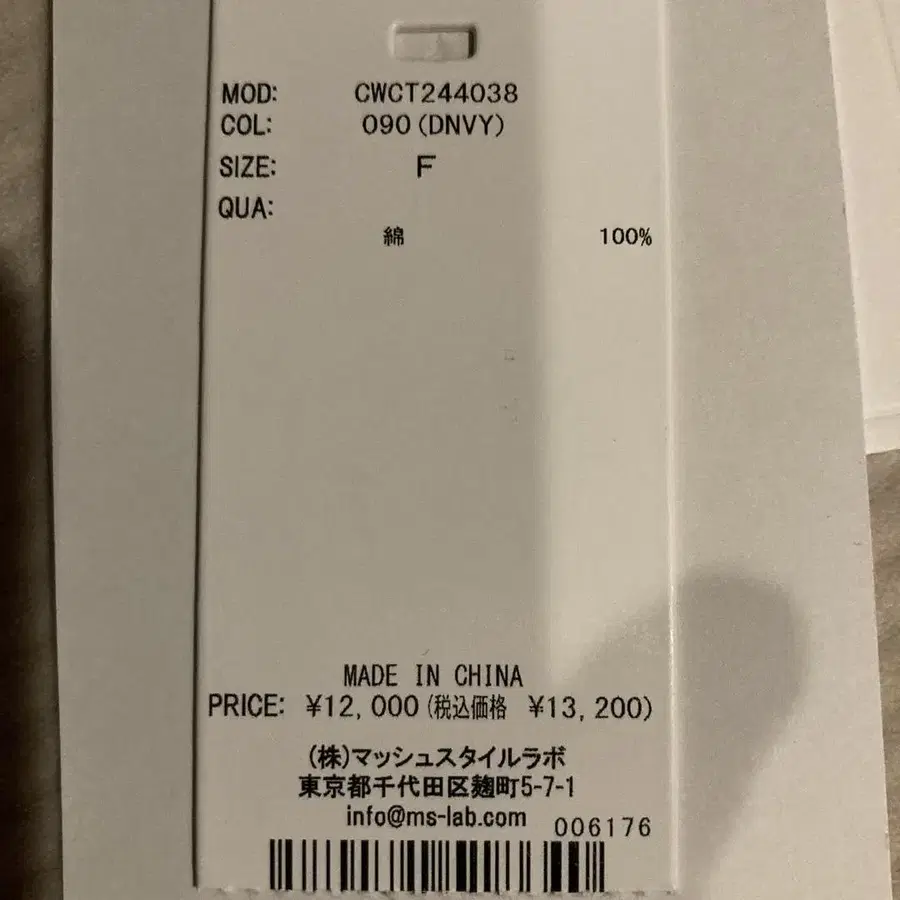 MOD: CWCT244038
COL: 090(DNVY)
SIZE: F
QUA:
綿 100%
MADE IN CHINA
PRICE: ¥12,000(税込価格 ¥13,200)
(株)マッシュスタイルラボ
東京都千代田区麹町5-7-1
info@ms-lab.com 006176